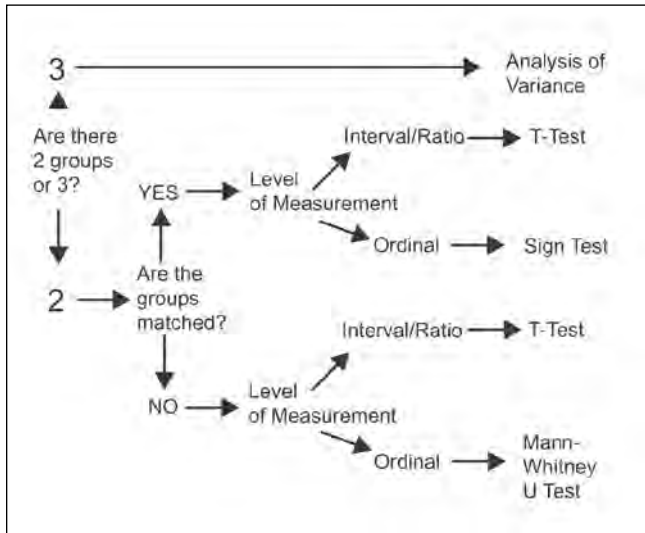 3
Analysis of
Variance
Are there
2 groups
or 3?
Interval/Ratio
T-Test
YES
Level
of Measurement
Ordinal
Sign Test
2
Are the
groups
matched?
Interval/Ratio
T-Test
NO
Level
of Measurement
Ordinal
Mann-
Whitney
U Test